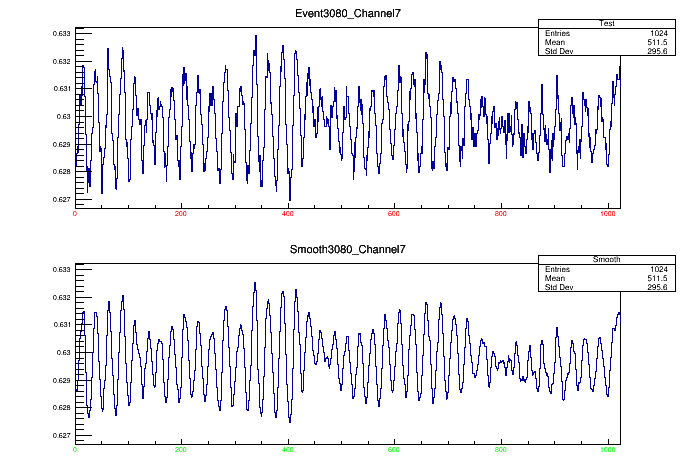 Event3080_Channel7
Test
Entries 1024
Mean 511.5
Std Dev 295.6
0.633
0.632
0.631
0.63
0.629
0.628
0.627
0 200 400 600 800 1000
Smooth3080_Channel7
Smooth
Entries 1024
Mean 511.5
Std Dev 295.6
0.633
0.632
0.631
0.63
0.629
0.628
0.627
0 200 400 600 800 1000